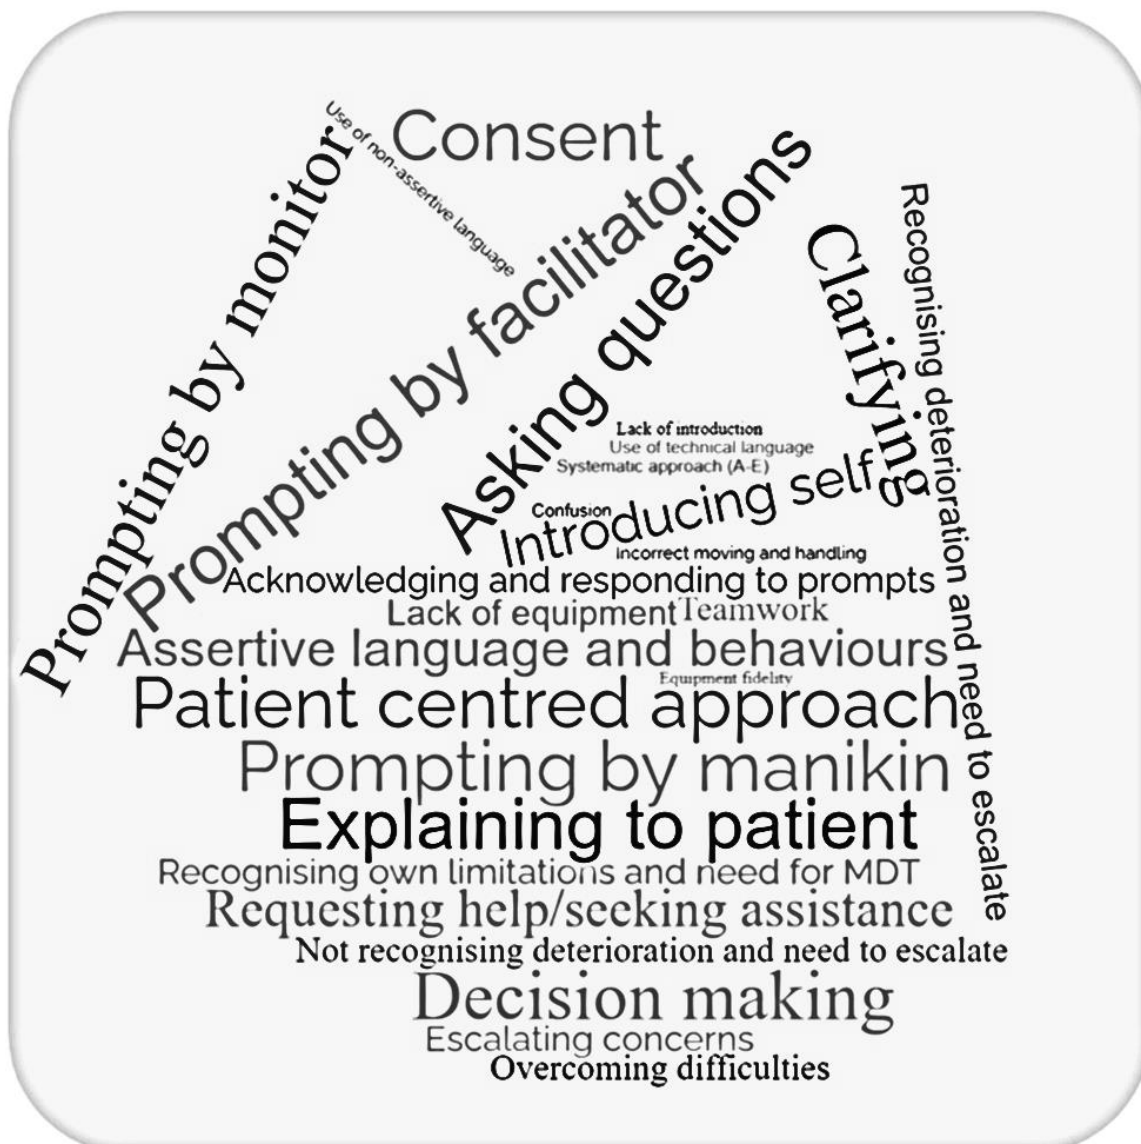 Use of non-assertive language
Consent
Prompting by monitor
Prompting by facilitator
Asking questions
Clarifying
Recognising deterioration and need to escalate
Lack of introduction
Use of technical language
Systematic approach (A-E)
Confusion
Introducing self
Incorrect moving and handling
Acknowledging and responding to prompts
Lack of equipment
Teamwork
Assertive language and behaviours
Equipment fidelity
Patient centred approach
Prompting by manikin
Explaining to patient
Recognising own limitations and need for MDT
Requesting help/seeking assistance
Not recognising deterioration and need to escalate
Decision making
Escalating concerns
Overcoming difficulties